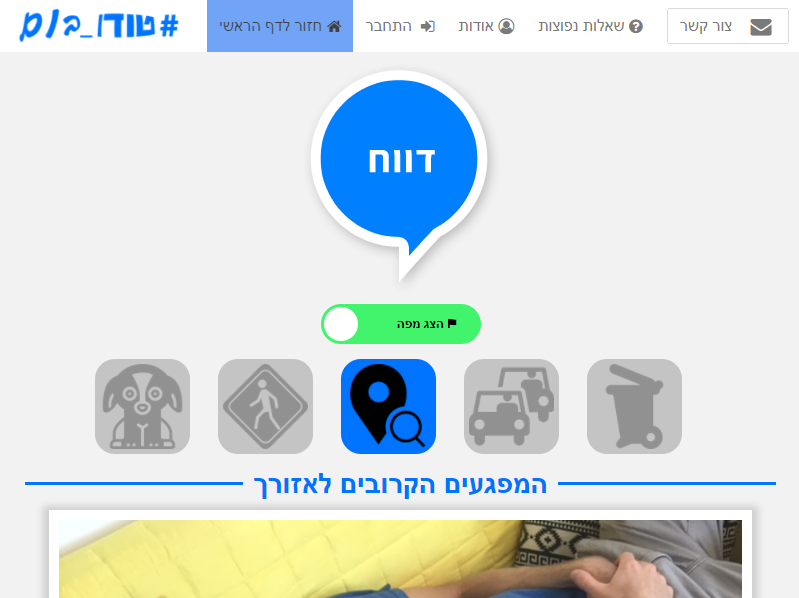 צור קשר
שאלות נפוצות
אודות
התחבר
חזור לדף הראשי
#טודו_בום
דווח
הצג מפה
המפגעים הקרובים לאזורך